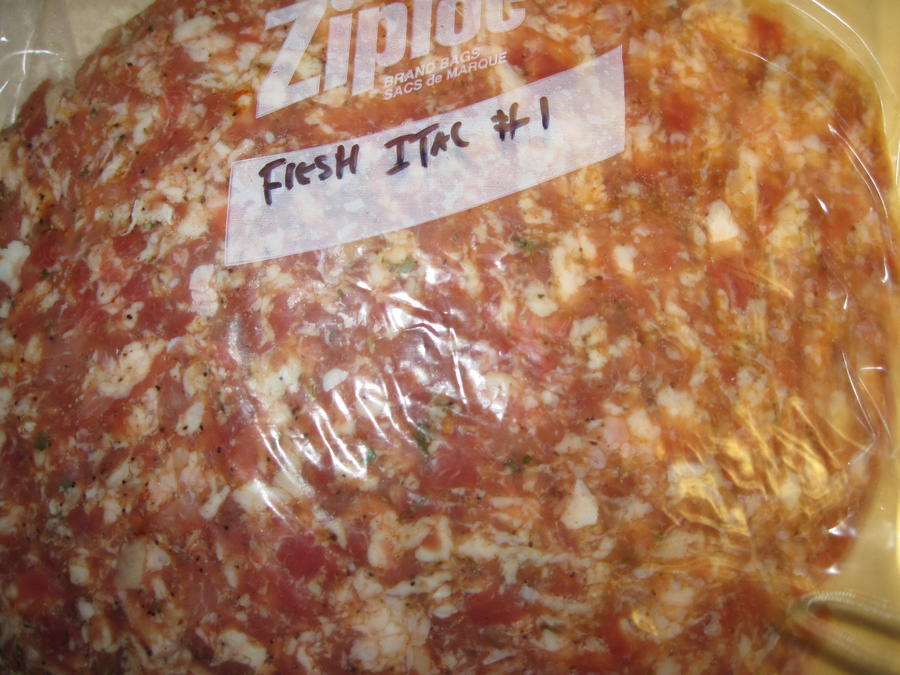 Ziploc
BRAND BAGS
SACS de MARQUE
FRESH ITAL #1